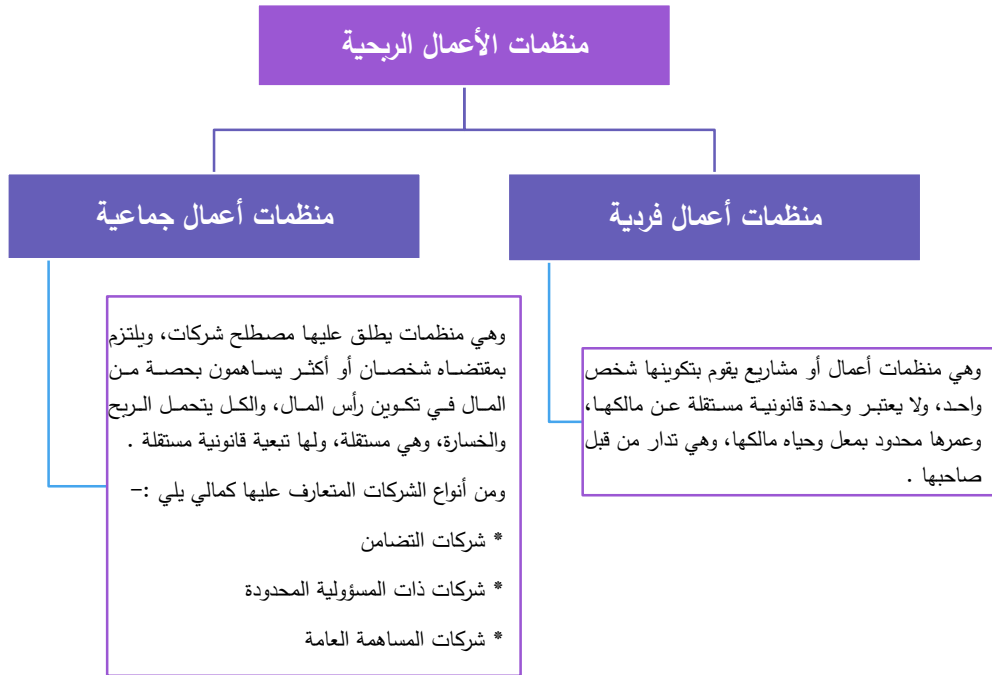 منظمات الأعمال الربحية
منظمات أعمال فردية
وهي منظمات أعمال أو مشاريع يقوم بتكوينها شخص
واحد، ولا يعتبر وحدة قانونية مستقلة عن مالكها،
وعمرها محدود بمعل وحياه مالكها، وهي تدار من قبل
صاحبها .
منظمات أعمال جماعية
وهي منظمات يطلق عليها مصطلح شركات، ويلتزم
بمقتضاه شخصان أو أكثر يساهمون بحصة من
المال في تكوين رأس المال، والكل يتحمل الربح
والخسارة، وهي مستقلة، ولها تبعية قانونية مستقلة .
ومن أنواع الشركات المتعارف عليها كمالي يلي :-
* شركات التضامن
* شركات ذات المسؤولية المحدودة
* شركات المساهمة العامة